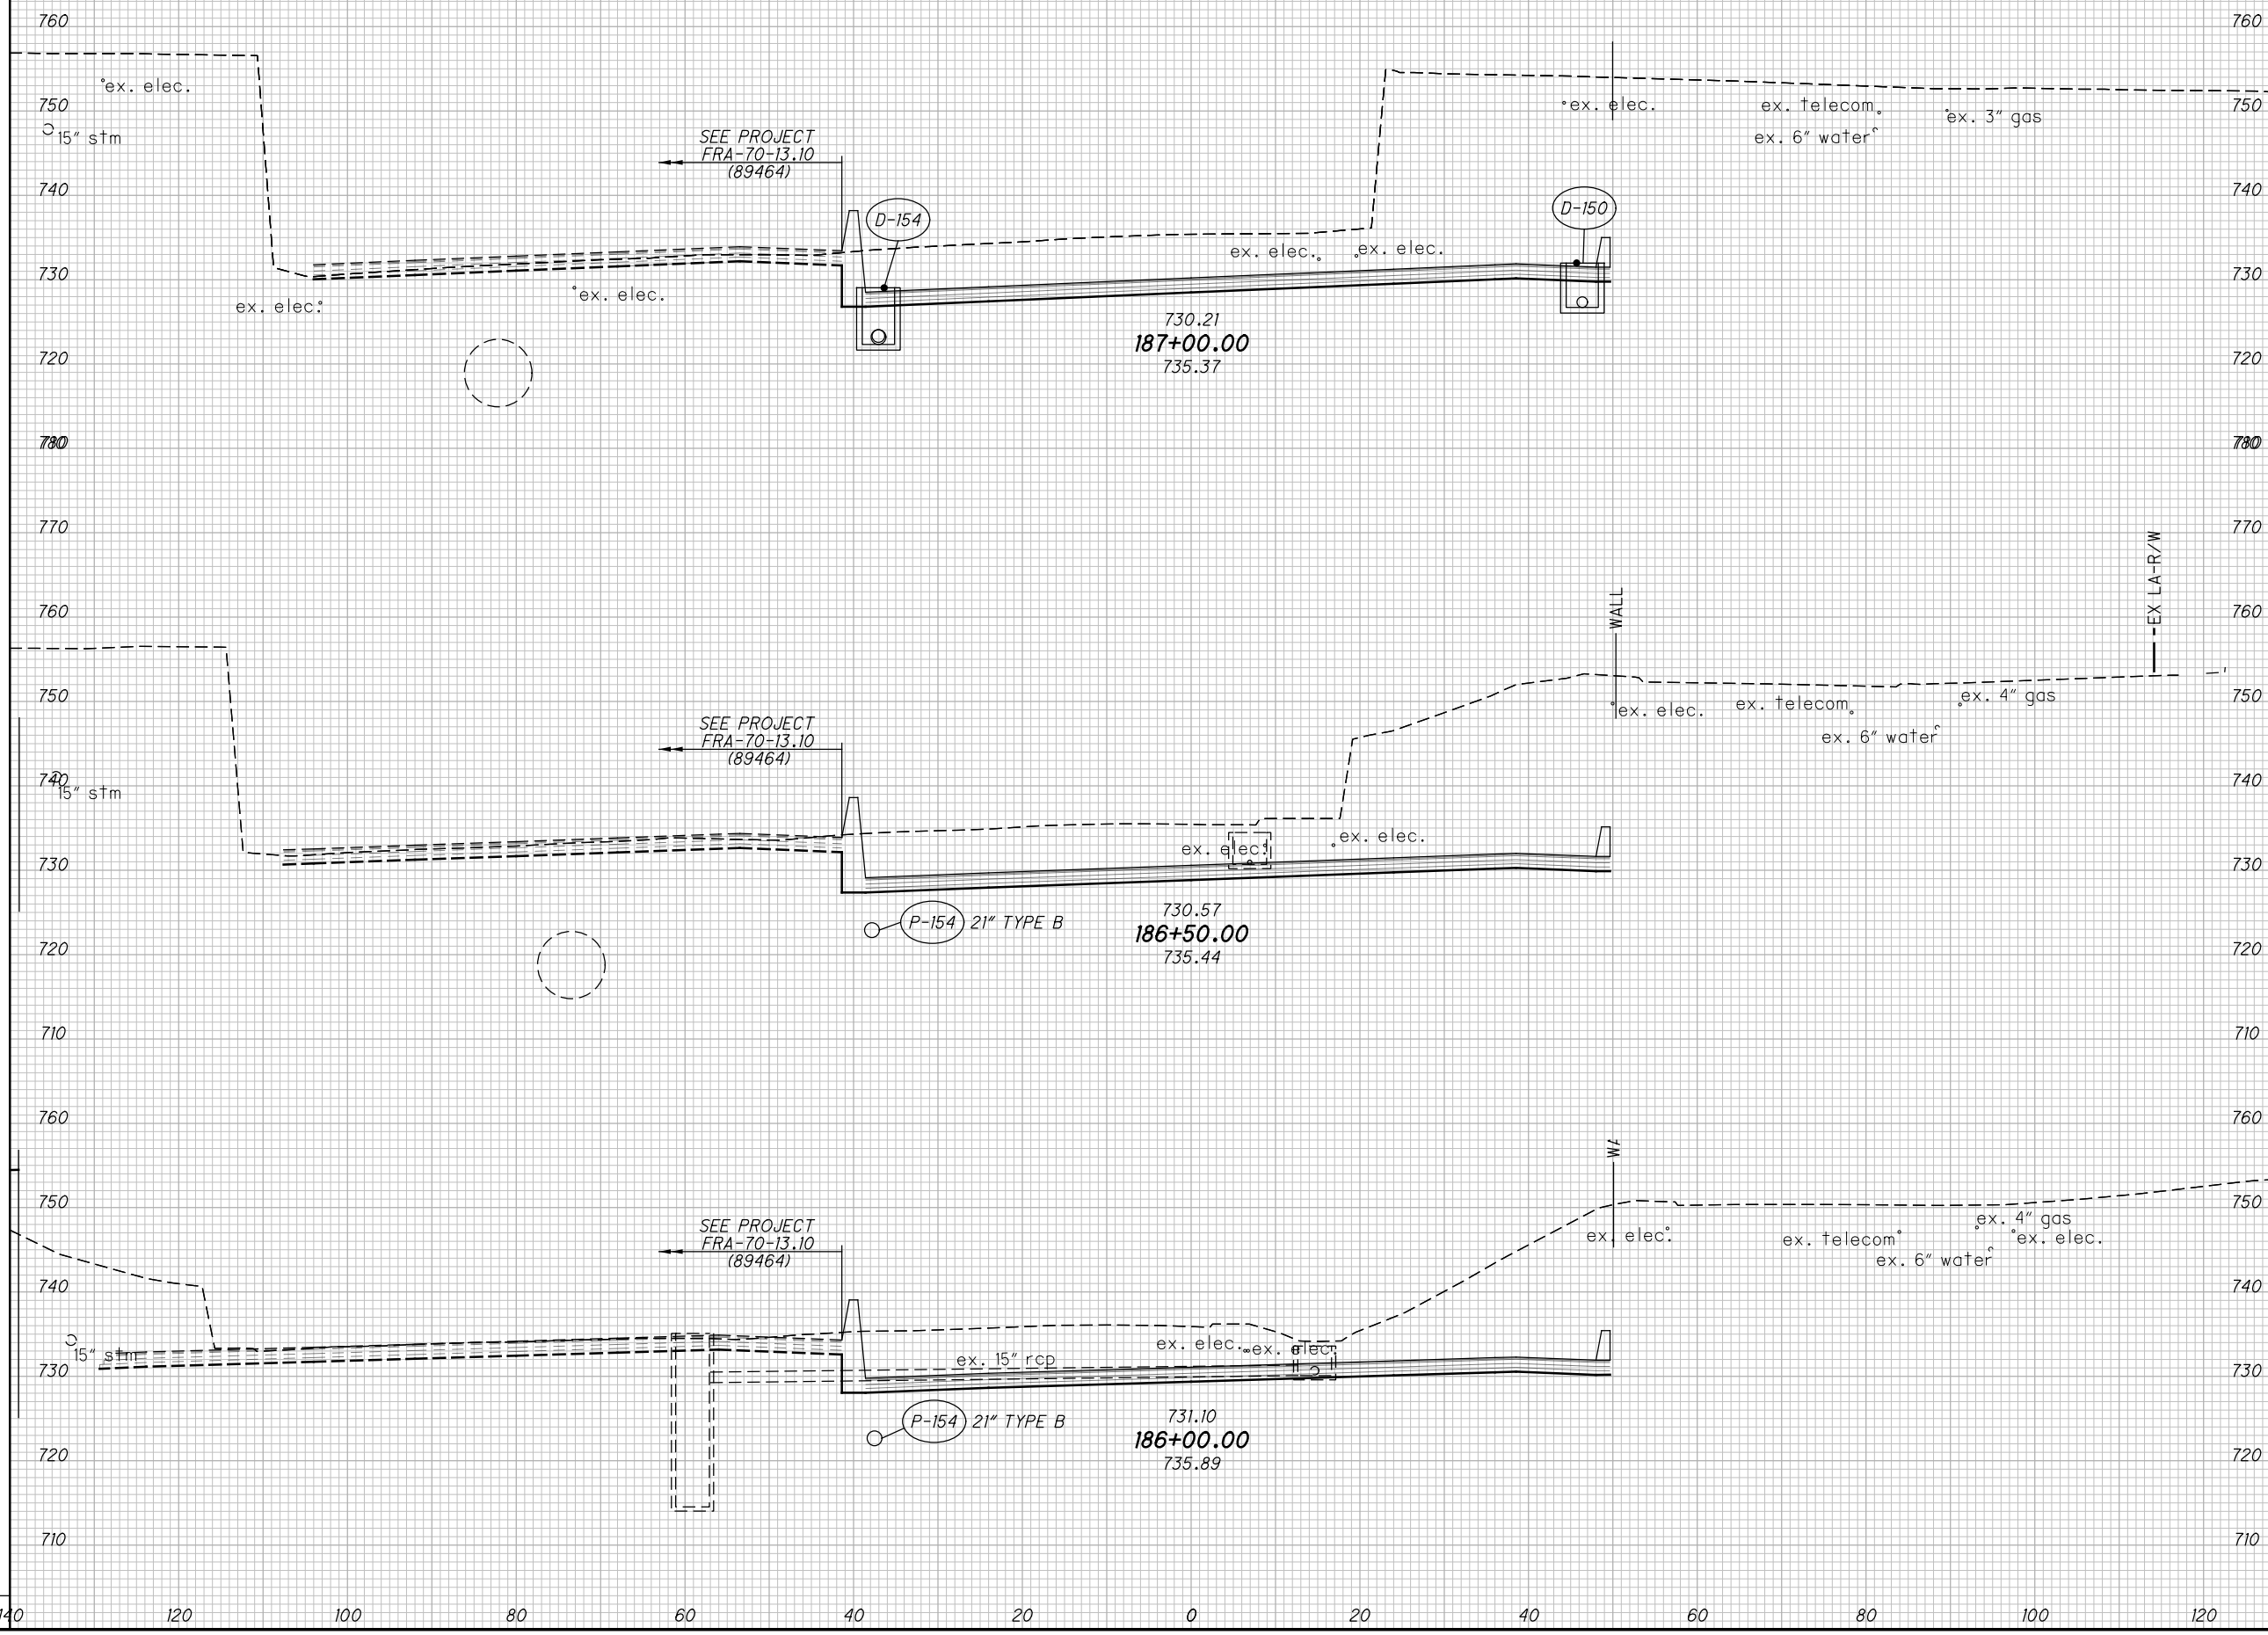 760 760
ex. elec.
750 ex. elec. ex. telecom. ex. 3" gas 750
15" stm SEE PROJECT ex. 6" water
FRA-70-13.10
(89464)
740 740
D-154 D-150
730 ex. elec. ex. elec. 730
ex. elec. ex. elec.
730.21
187+00.00
720 735.37 720
770 770
EX LA-R/W
760 WALL 760
750 ex. elec. ex. telecom. ex. 4" gas 750
SEE PROJECT ex. 6" water
FRA-70-13.10
(89464)
740 740
15" stm
730 ex. elec. ex. elec. 730
P-154 21" TYPE B 730.57
186+50.00
720 735.44 720
710 710
760 760
WA
750 750
SEE PROJECT ex. elec. ex. telecom ex. 4" gas
FRA-70-13.10 ex. 6" water ex. elec.
(89464)
740 740
15" stm ex. 15" rcp ex. elec. ex. elec.
730 730
P-154 21" TYPE B 731.10
186+00.00
720 735.89 720
710 710
140 120 100 80 60 40 20 0 20 40 60 80 100 120